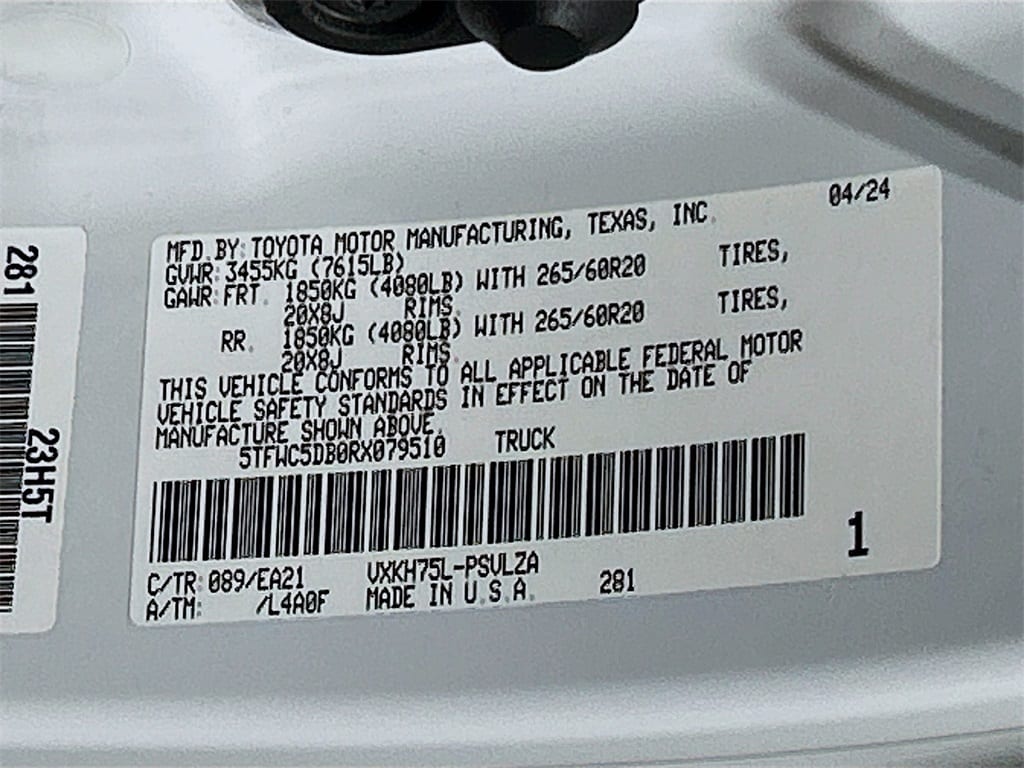 MFD.BY: TOYOTA MOTOR MANUFACTURING, TEXAS, INC. 04/24
GVWR: 3455KG (7615LB)
GAWR: FRT. 1850KG (4080LB) WITH 265/60R20 TIRES,
20X8J RIMS.
RR. 1850KG (4080LB) WITH 265/60R20 TIRES,
20X8J RIMS.
THIS VEHICLE CONFORMS TO ALL APPLICABLE FEDERAL MOTOR
VEHICLE SAFETY STANDARDS IN EFFECT ON THE DATE OF
MANUFACTURE SHOWN ABOVE.
5TFWC5DB0RX079510 TRUCK
1
C/TR: 089/EA21 VXKH75L-PSVLZA
A/TM: /L4A0F MADE IN U.S.A. 281
281
23H5T